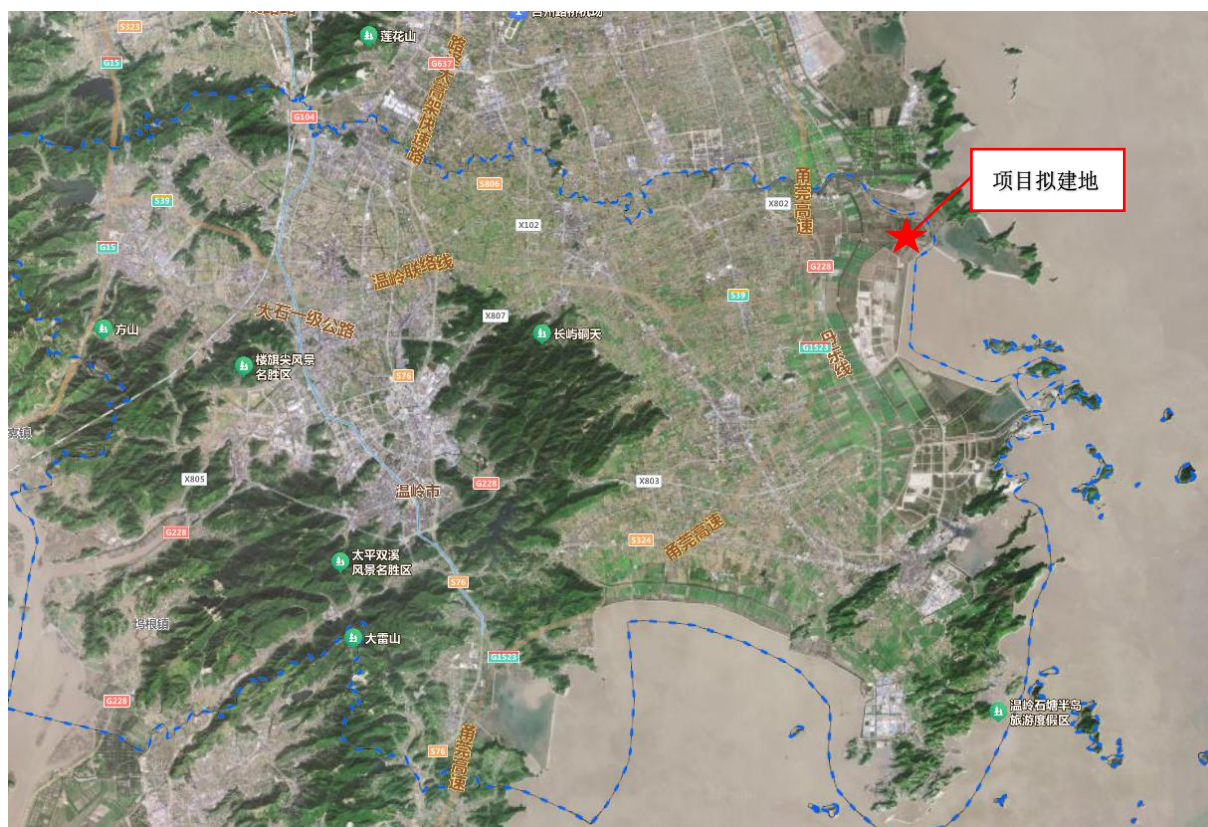 台州路桥机场
S323
莲花山
G15
G637
G104
S806
甬莞高速
X802
项目拟建地
S39
X102
G15
温岭联络线
G228
S39
大石一级公路
X807
方山
长屿硐天
G1523
楼旗尖风景
名胜区
S76
X805
温岭市
G228
X803
G228
S324
甬莞高速
太平双溪
风景名胜区
S76
坞根镇
大雷山
G1523
G228
温岭石塘半岛
旅游度假区
S76
甬莞高速